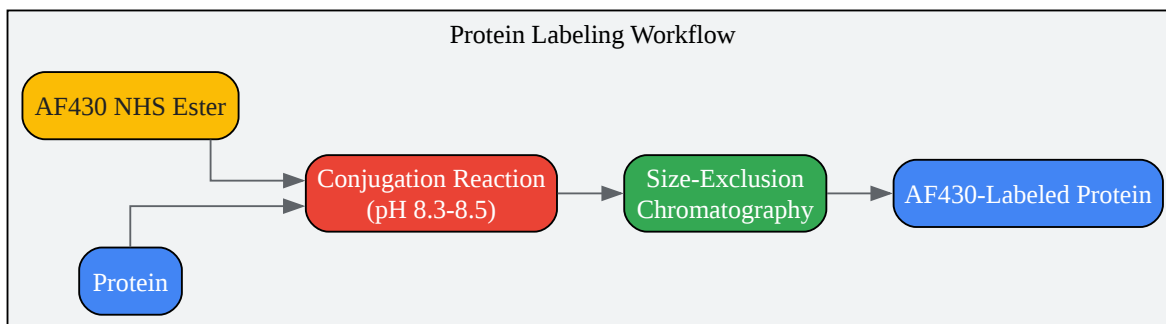 Protein Labeling Workflow
AF430 NHS Ester
Conjugation Reaction
(pH 8.3-8.5)
Size-Exclusion
Chromatography
AF430-Labeled Protein
Protein